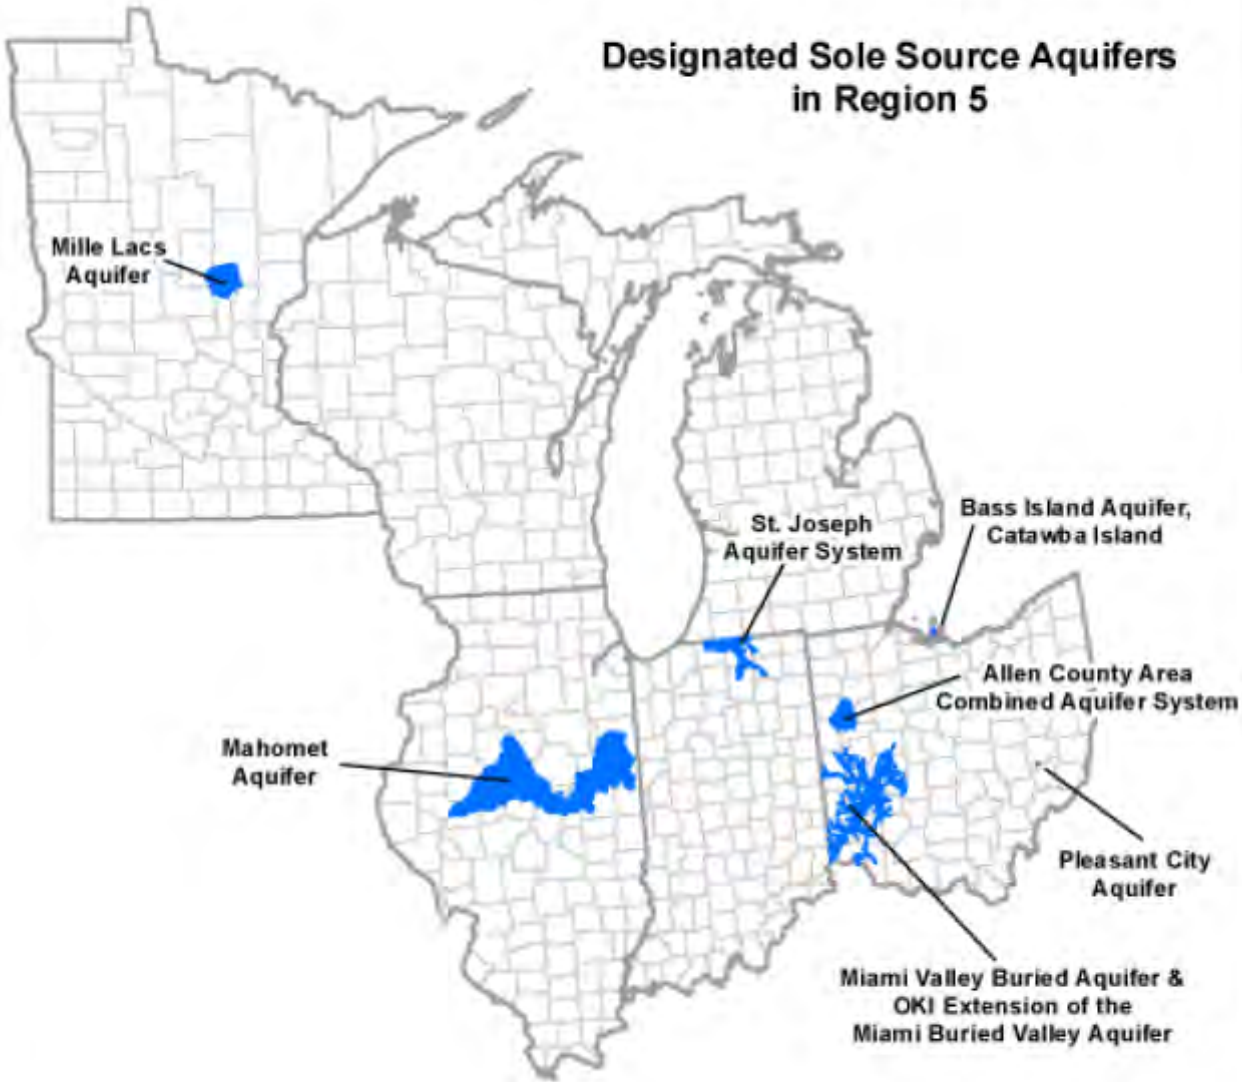 Designated Sole Source Aquifers
in Region 5
Mille Lacs
Aquifer
Bass Island Aquifer,
Catawba Island
St. Joseph
Aquifer System
Allen County Area
Combined Aquifer System
Mahomet
Aquifer
Pleasant City
Aquifer
Miami Valley Buried Aquifer &
OKI Extension of the
Miami Buried Valley Aquifer